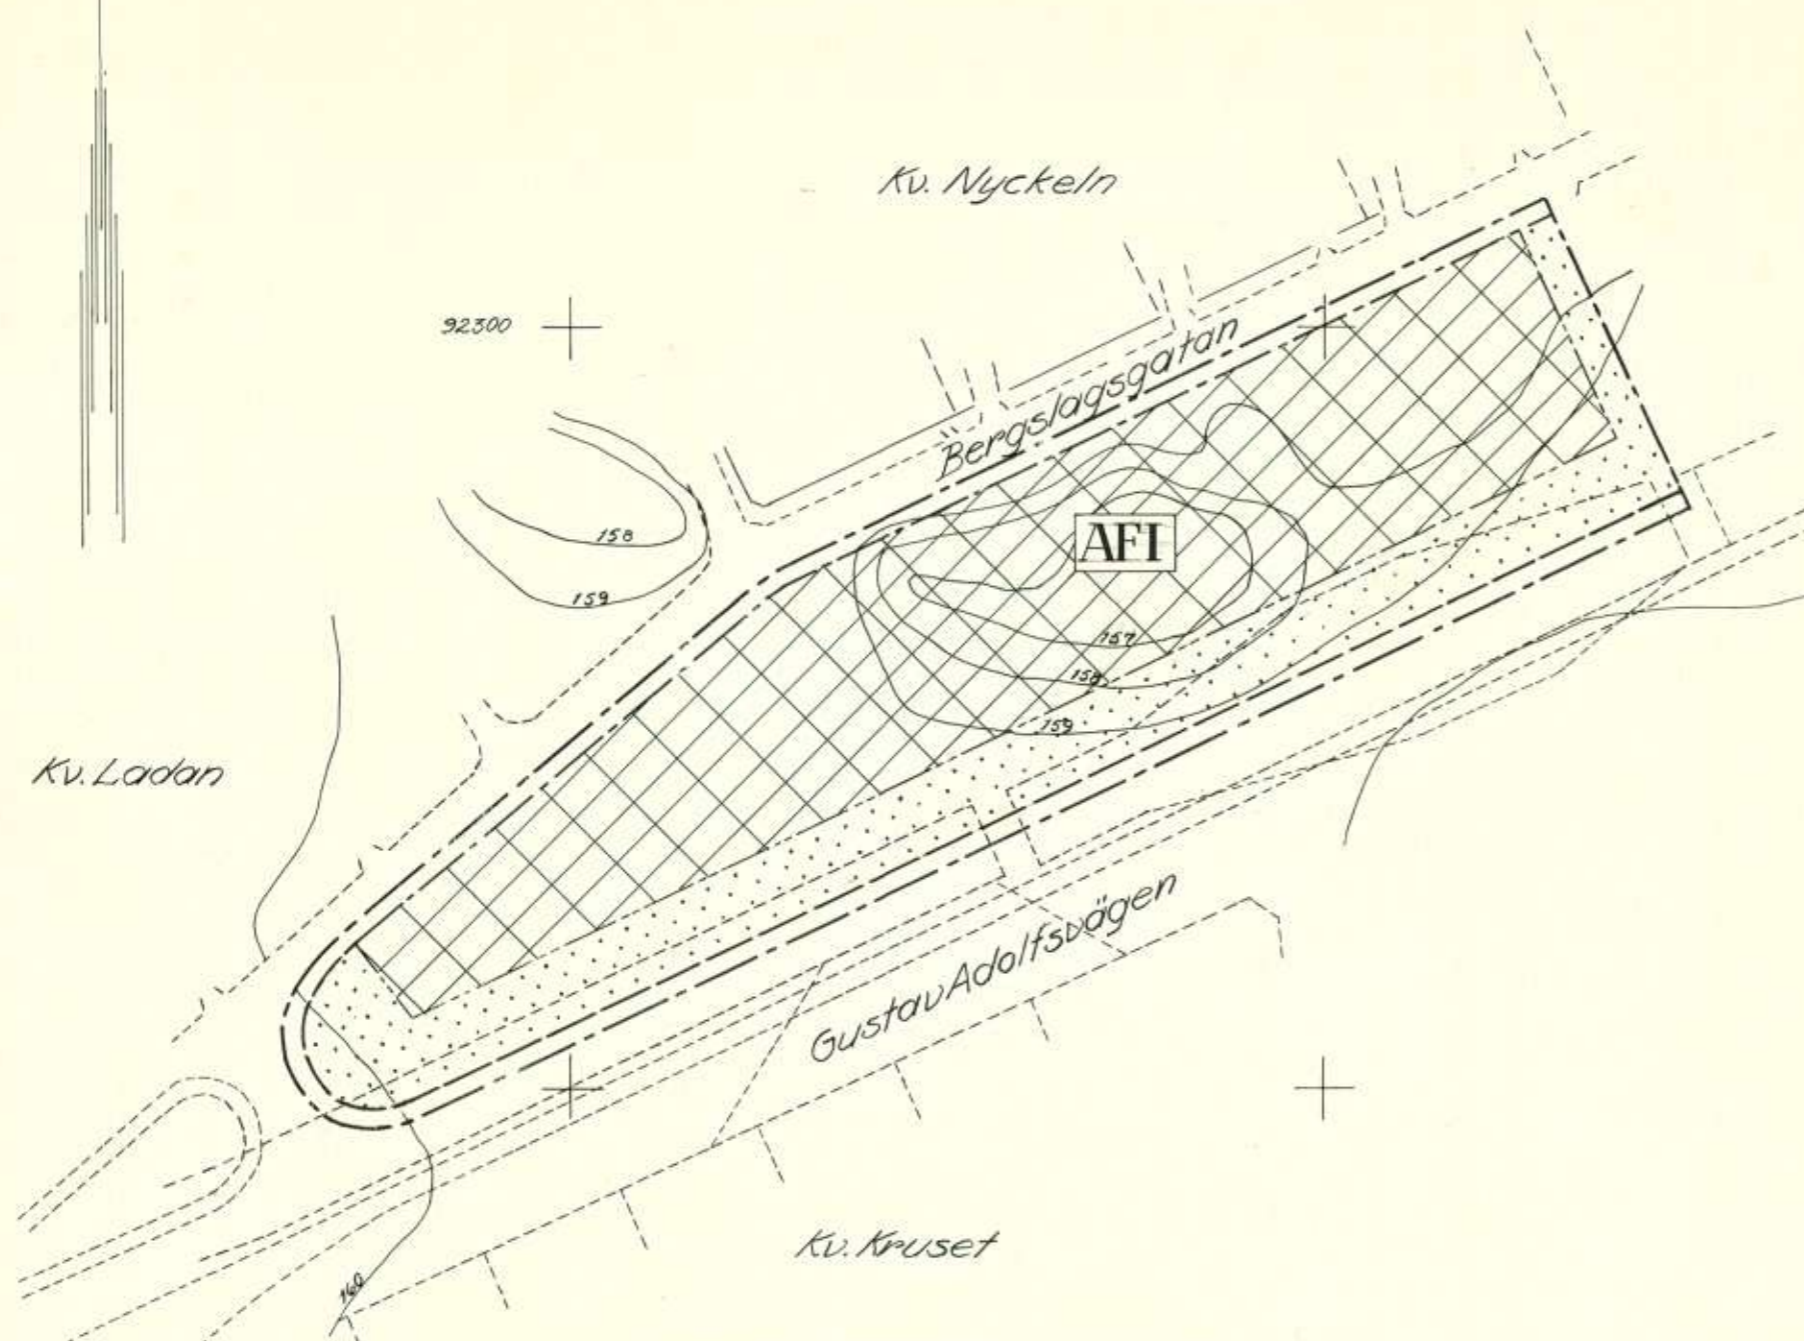 Kv. Nyckeln
92300
Bergslagsgatan
158
159
AFI
157
158
159
Kv. Ladan
Gustav Adolfsvägen
Kv. Kruset
160